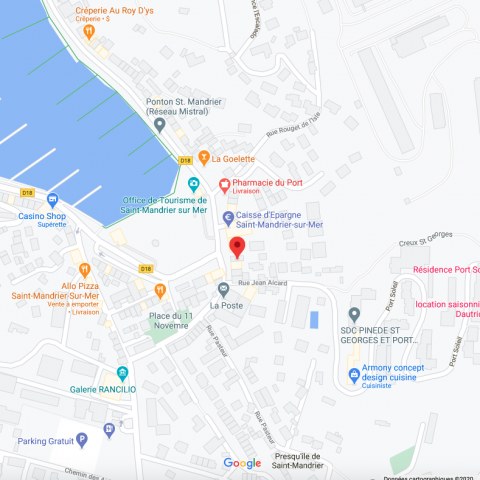 Crêperie Au Roy D'ys
Crêperie • $
l'Escalade
Ponton St. Mandrier
(Réseau Mistral)
Rue Rouget de l'Isle
D18
La Goelette
Pharmacie du Port
Livraison
D18
Office de Tourisme de
Saint-Mandrier sur Mer
Casino Shop
Supérette
Caisse d'Epargne
Saint-Mandrier-sur-Mer
Creux St Georges
D18
Allo Pizza
Saint-Mandrier-Sur-Mer
Vente à emporter
• Livraison
Résidence Port So
Rue Jean Aicard
Port Soleil
La Poste
location saisonni
Dautric
Place du 11
Novembre
SDC PINEDE ST
GEORGES ET PORT...
Rue Pasteur
Port Soleil
Armony concept
design cuisine
Cuisiniste
Galerie RANCILIO
Rue Pasteur
Parking Gratuit
Presqu'île de
Saint-Mandrier
Google
Chemin des
Données cartographiques ©2020